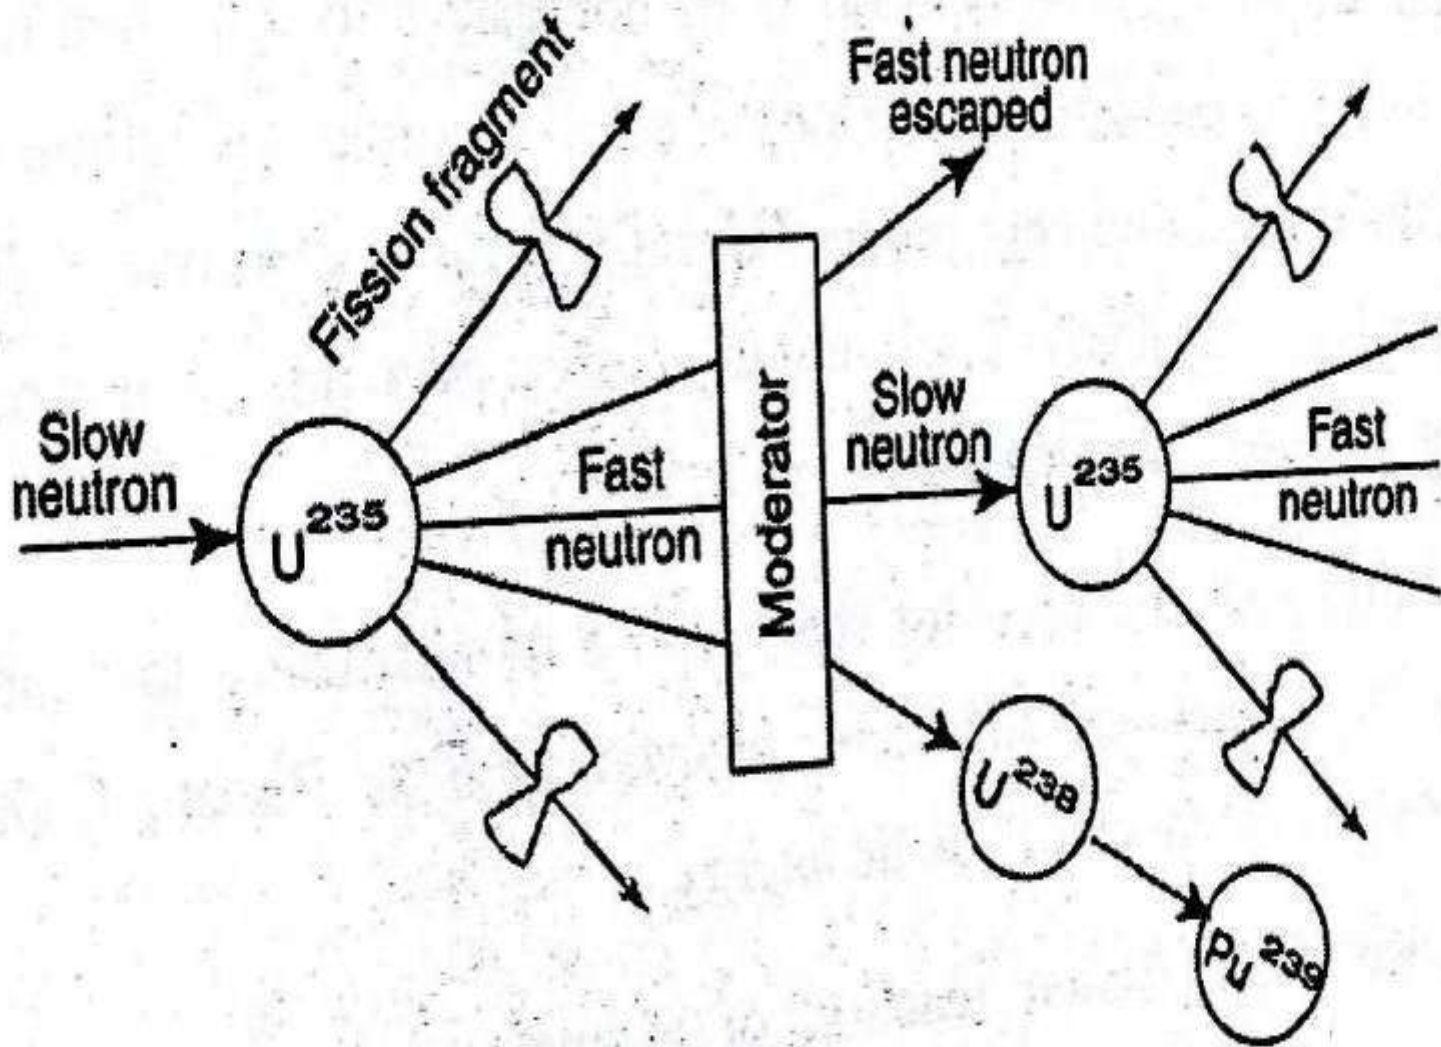 Fission fragment
Fast neutron
escaped
Slow
neutron
U²³⁵
Fast
neutron
Moderator
Slow
neutron
U²³⁵
Fast
neutron
U²³⁸
Pu²³⁹